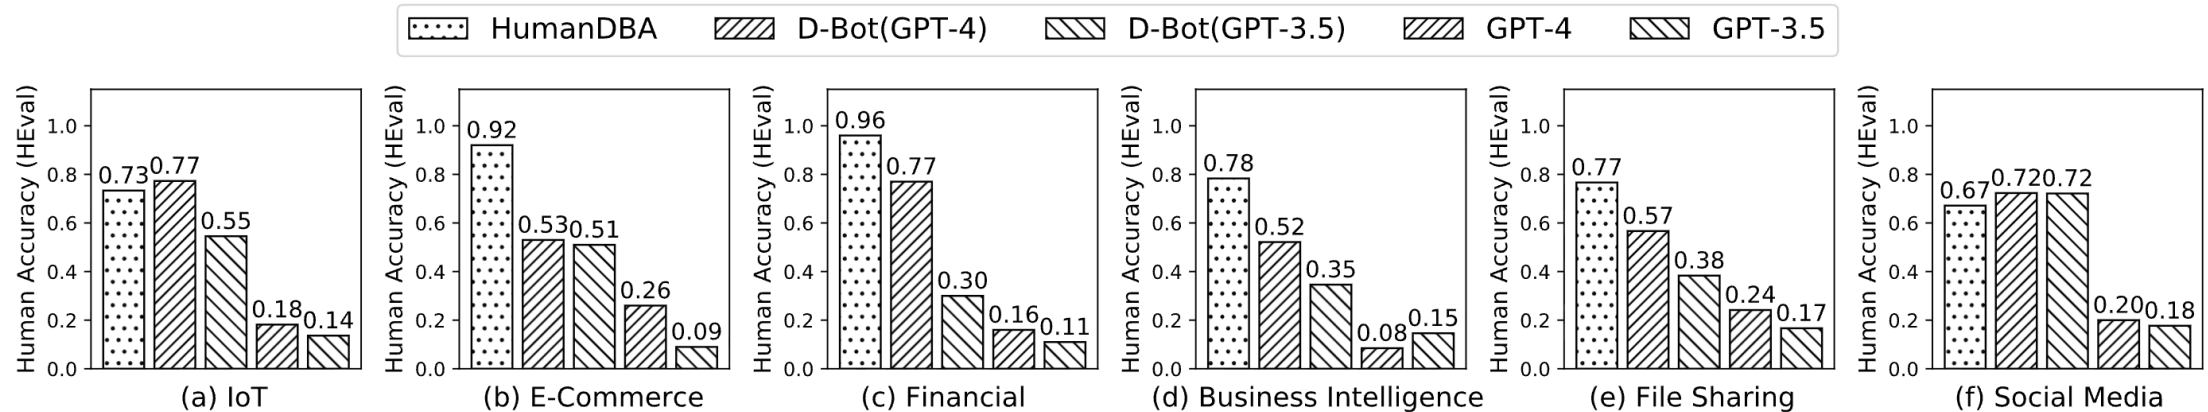 HumanDBA D-Bot(GPT-4) D-Bot(GPT-3.5) GPT-4 GPT-3.5
Human Accuracy (HEval)
1.0
0.8
0.6
0.4
0.2
0.0
0.73 0.77 0.55 0.18 0.14
(a) IoT
Human Accuracy (HEval)
1.0
0.8
0.6
0.4
0.2
0.0
0.92 0.53 0.51 0.26 0.09
(b) E-Commerce
Human Accuracy (HEval)
1.0
0.8
0.6
0.4
0.2
0.0
0.96 0.77 0.30 0.16 0.11
(c) Financial
Human Accuracy (HEval)
1.0
0.8
0.6
0.4
0.2
0.0
0.78 0.52 0.35 0.08 0.15
(d) Business Intelligence
Human Accuracy (HEval)
1.0
0.8
0.6
0.4
0.2
0.0
0.77 0.57 0.38 0.24 0.17
(e) File Sharing
Human Accuracy (HEval)
1.0
0.8
0.6
0.4
0.2
0.0
0.67 0.72 0.72 0.20 0.18
(f) Social Media